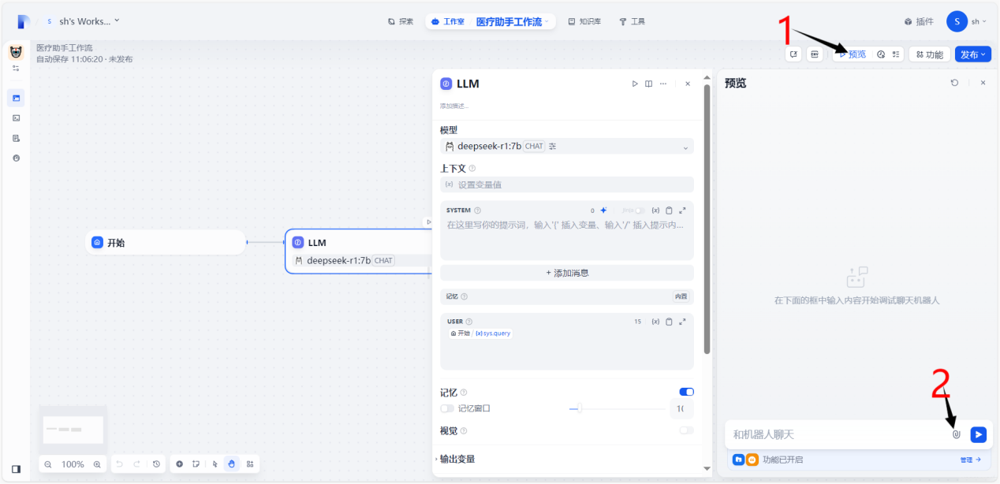 S sh's Works...
探索
工作室 / 医疗助手工作流
知识库
工具
插件
S sh
1
医疗助手工作流
自动保存 11:06:20 · 未发布
ENV
预览
功能
发布
开始
LLM
deepseek-r1:7b CHAT
LLM
添加描述...
模型
deepseek-r1:7b CHAT
上下文
{x} 设置变量值
SYSTEM 0 Jinja {x}
在这里写你的提示词，输入'{' 插入变量、输入'/' 插入提示内...
+ 添加消息
记忆 内置
USER 15 {x}
开始 / {x} sys.query
记忆
记忆窗口 1(
视觉
输出变量
预览
在下面的框中输入内容开始调试聊天机器人
2
和机器人聊天
功能已开启 管理 →
100%